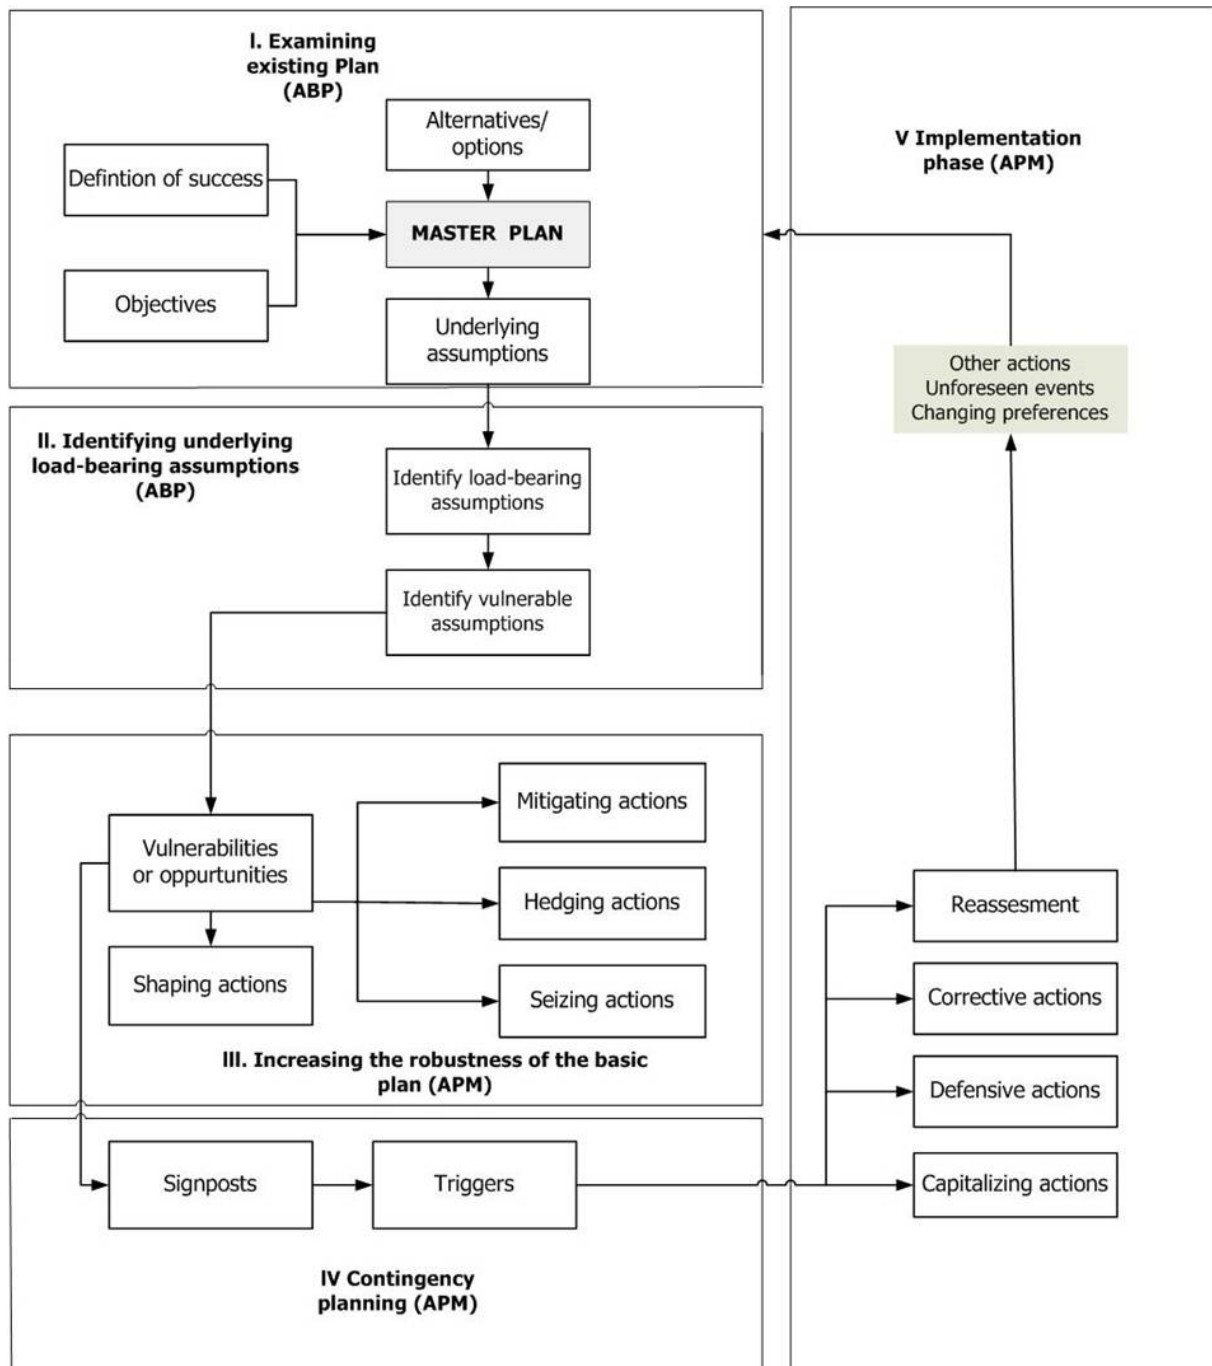 I. Examining
existing Plan
(ABP)
Alternatives/
options
Defintion of success
MASTER PLAN
Objectives
Underlying
assumptions
II. Identifying underlying
load-bearing assumptions
(ABP)
Identify load-bearing
assumptions
Identify vulnerable
assumptions
Vulnerabilities
or oppurtunities
Mitigating actions
Hedging actions
Shaping actions
Seizing actions
III. Increasing the robustness of the basic
plan (APM)
Signposts
Triggers
IV Contingency
planning (APM)
V Implementation
phase (APM)
Other actions
Unforeseen events
Changing preferences
Reassesment
Corrective actions
Defensive actions
Capitalizing actions